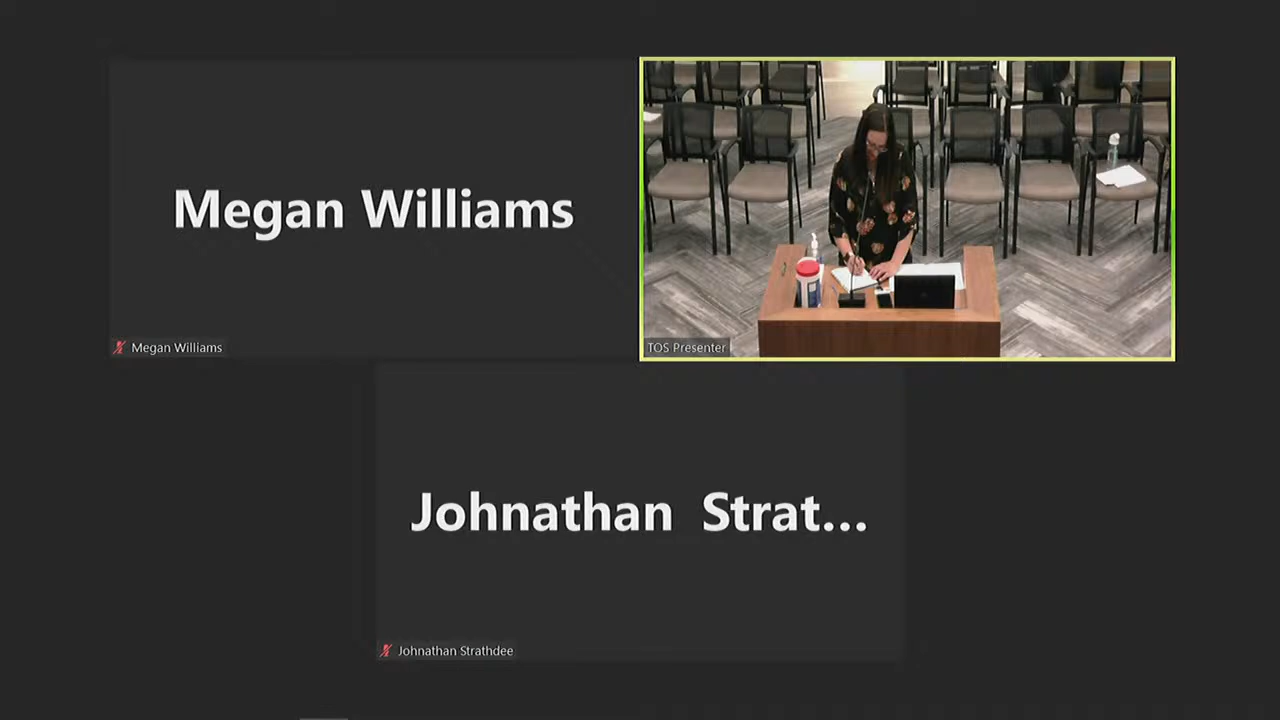 Megan Williams
Megan Williams
TOS Presenter
Johnathan Strat...
Johnathan Strathdee